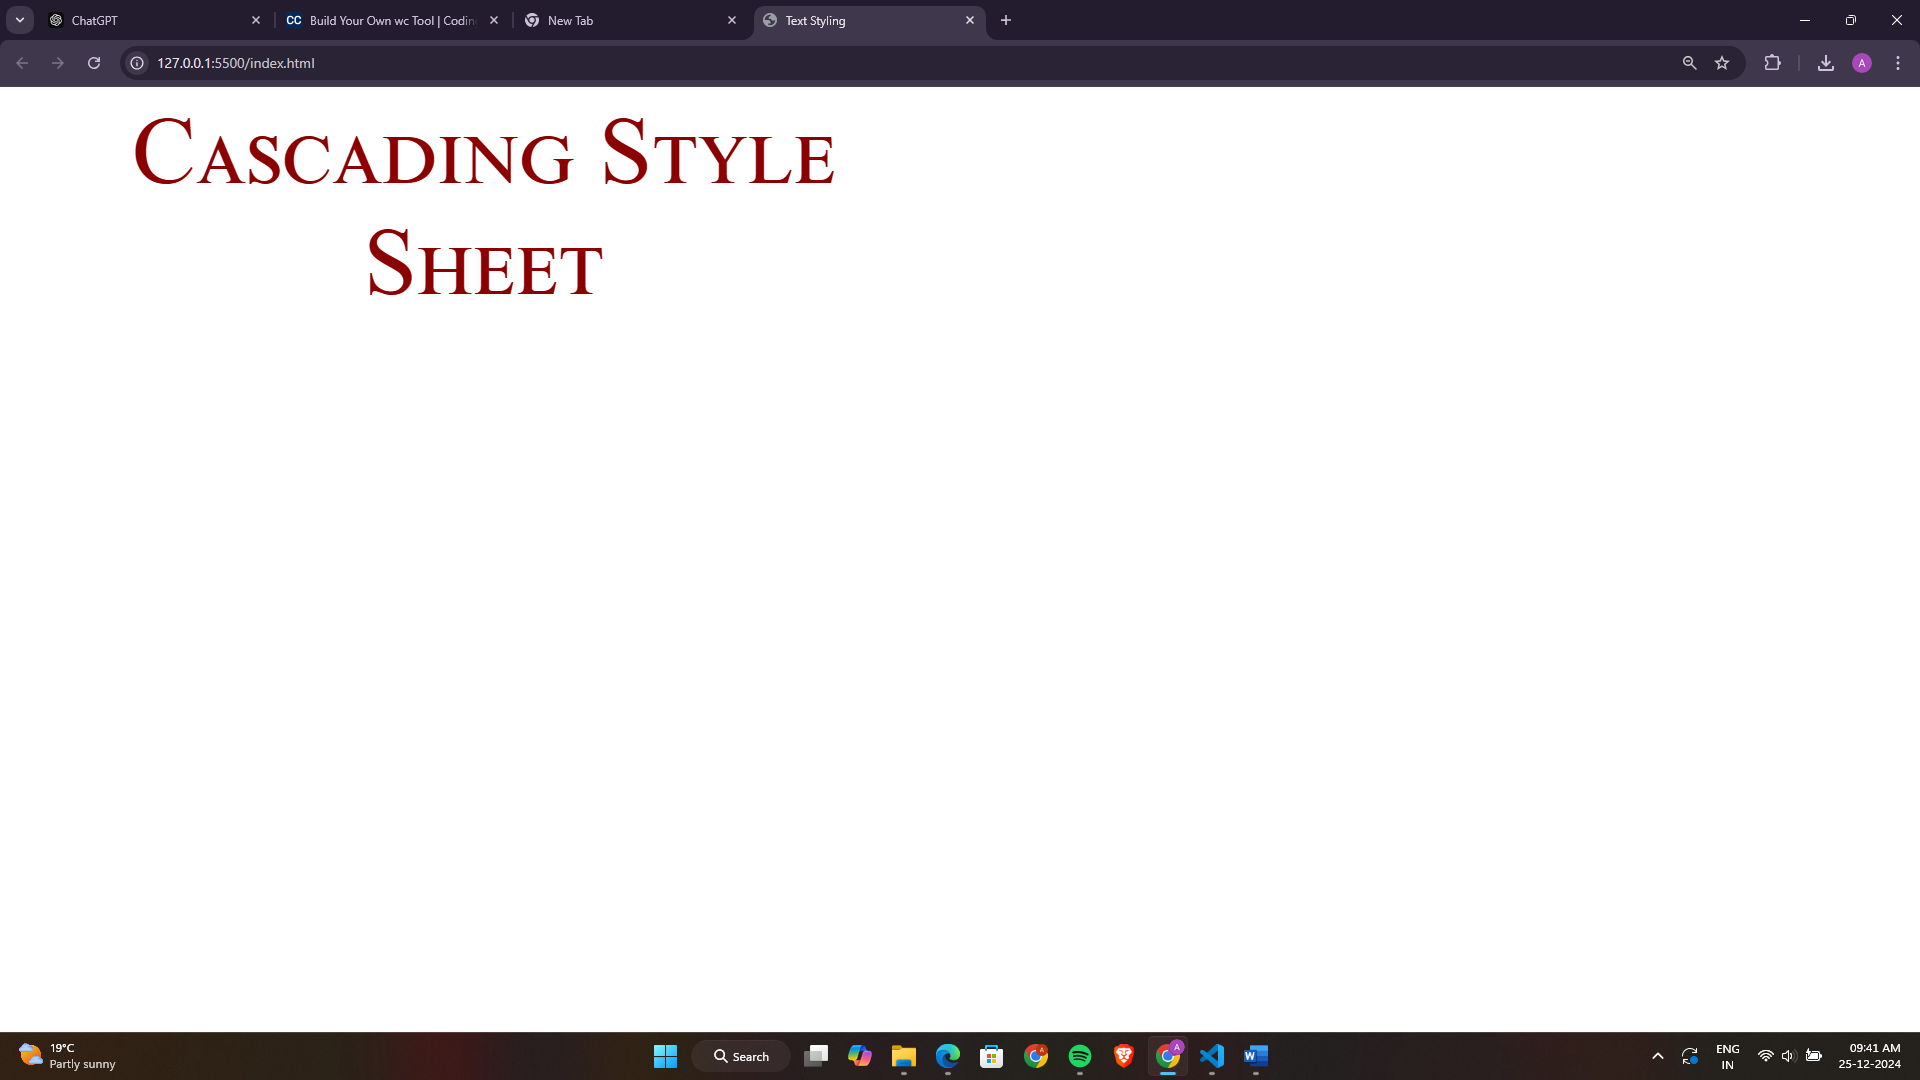 ChatGPT
CC Build Your Own wc Tool | Codin
New Tab
Text Styling
127.0.0.1:5500/index.html
A
Cascading Style
Sheet
19°C
Partly sunny
Search
A
A
W
ENG
IN
09:41 AM
25-12-2024